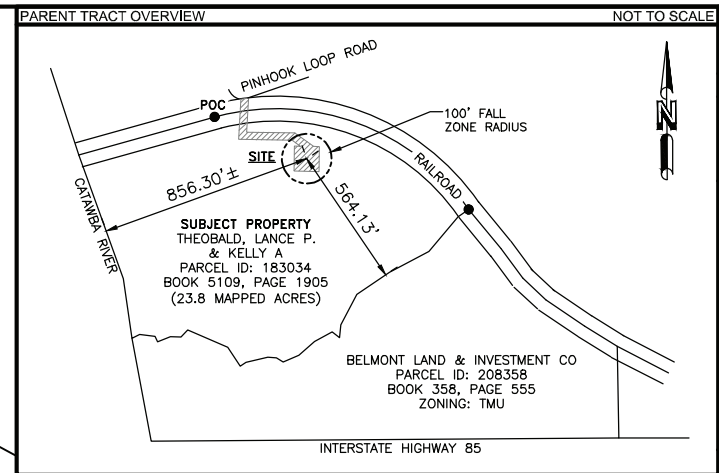 PARENT TRACT OVERVIEW
NOT TO SCALE
PINHOOK LOOP ROAD
POC
100' FALL
ZONE RADIUS
N
SITE
RAILROAD
856.30'±
564.13'
CATAWBA RIVER
SUBJECT PROPERTY
THEOBALD, LANCE P.
& KELLY A
PARCEL ID: 183034
BOOK 5109, PAGE 1905
(23.8 MAPPED ACRES)
BELMONT LAND & INVESTMENT CO
PARCEL ID: 208358
BOOK 358, PAGE 555
ZONING: TMU
INTERSTATE HIGHWAY 85